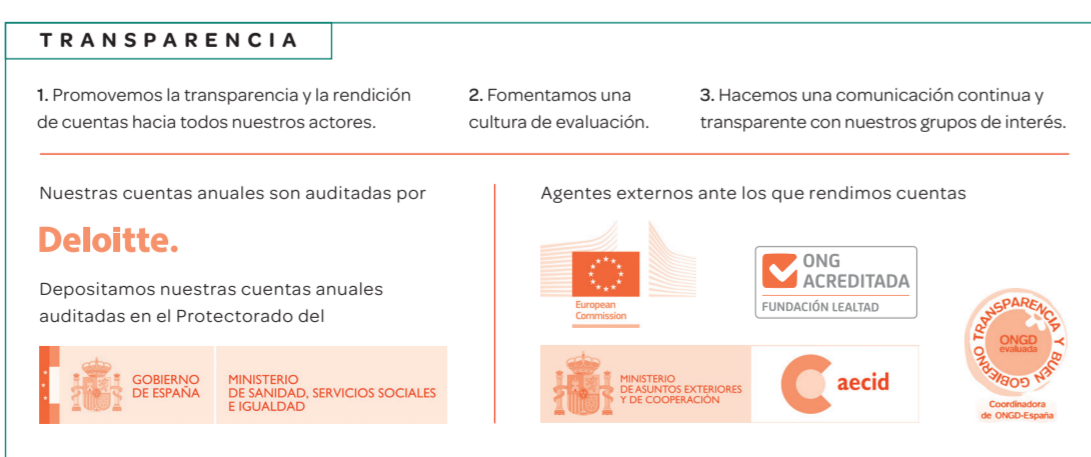 TRANSPARENCIA
1. Promovemos la transparencia y la rendición
de cuentas hacia todos nuestros actores.
2. Fomentamos una
cultura de evaluación.
3. Hacemos una comunicación continua y
transparente con nuestros grupos de interés.
Nuestras cuentas anuales son auditadas por
Deloitte.
Depositamos nuestras cuentas anuales
auditadas en el Protectorado del
GOBIERNO
DE ESPAÑA
MINISTERIO
DE SANIDAD, SERVICIOS SOCIALES
E IGUALDAD
Agentes externos ante los que rendimos cuentas
European
Commission
ONG
ACREDITADA
FUNDACIÓN LEALTAD
MINISTERIO
DE ASUNTOS EXTERIORES
Y DE COOPERACIÓN
aecid
TRANSPARENCIA Y BUEN GOBIERNO
ONGD
evaluada
Coordinadora
de ONGD-España